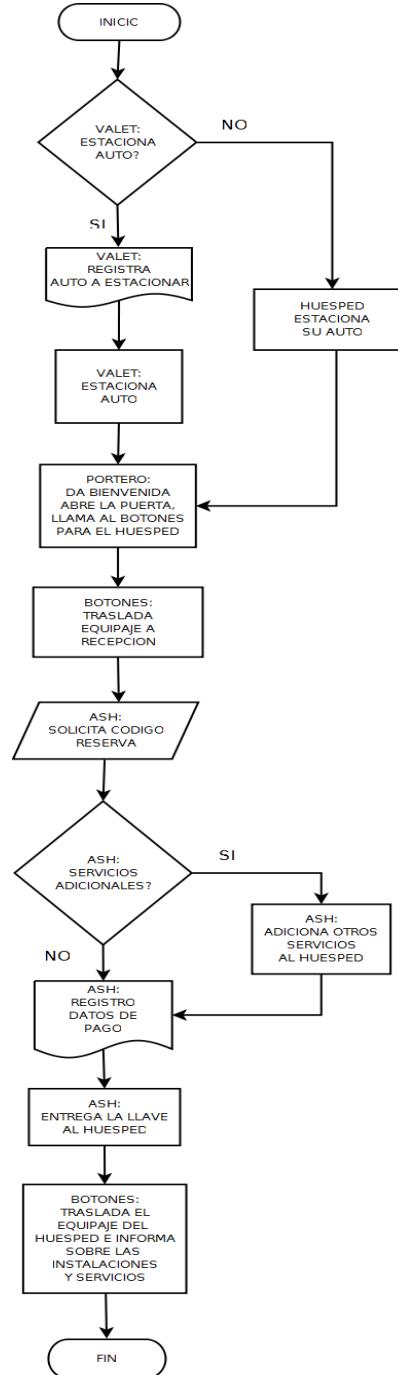 INICIC
VALET:
ESTACIONA
AUTO?
NO
SI
VALET:
REGISTRA
AUTO A ESTACIONAR
HUESPED
ESTACIONA
SU AUTO
VALET:
ESTACIONA
AUTO
PORTERO:
DA BIENVENIDA
ABRE LA PUERTA,
LLAMA AL BOTONES
PARA EL HUESPED
BOTONES:
TRASLADA
EQUIPAJE A
RECEPCION
ASH:
SOLICITA CODIGO
RESERVA
ASH:
SERVICIOS
ADICIONALES?
SI
ASH:
ADICIONA OTROS
SERVICIOS
AL HUESPED
NO
ASH:
REGISTRO
DATOS DE
PAGO
ASH:
ENTREGA LA LLAVE
AL HUESPED
BOTONES:
TRASLADA EL
EQUIPAJE DEL
HUESPED E INFORMA
SOBRE LAS
INSTALACIONES
Y SERVICIOS
FIN